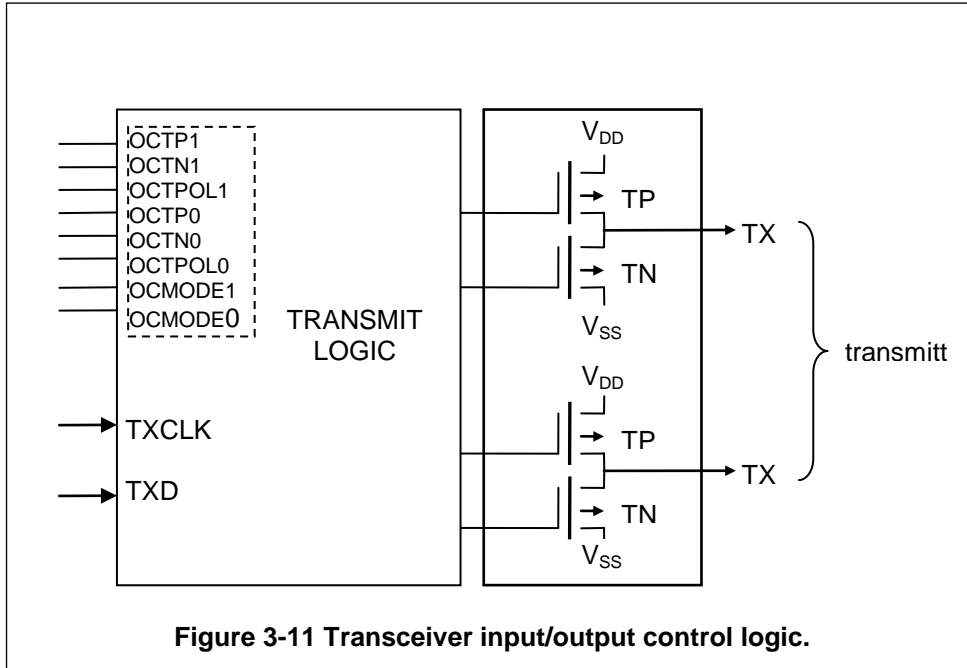 OCTP1
OCTN1
OCTPOL1
OCTP0
OCTN0
OCTPOL0
OCMODE1
OCMODE0
TRANSMIT
LOGIC
TXCLK
TXD
VDD
TP
TX
TN
VSS
VDD
TP
TX
TN
VSS
transmitt
Figure 3-11 Transceiver input/output control logic.